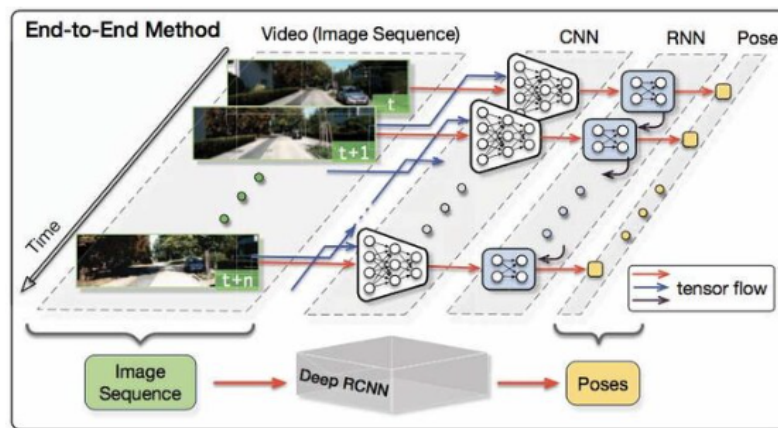 End-to-End Method
Video (Image Sequence)
CNN
RNN
Pose
t
t+1
t+n
Time
tensor flow
Image
Sequence
Deep RCNN
Poses